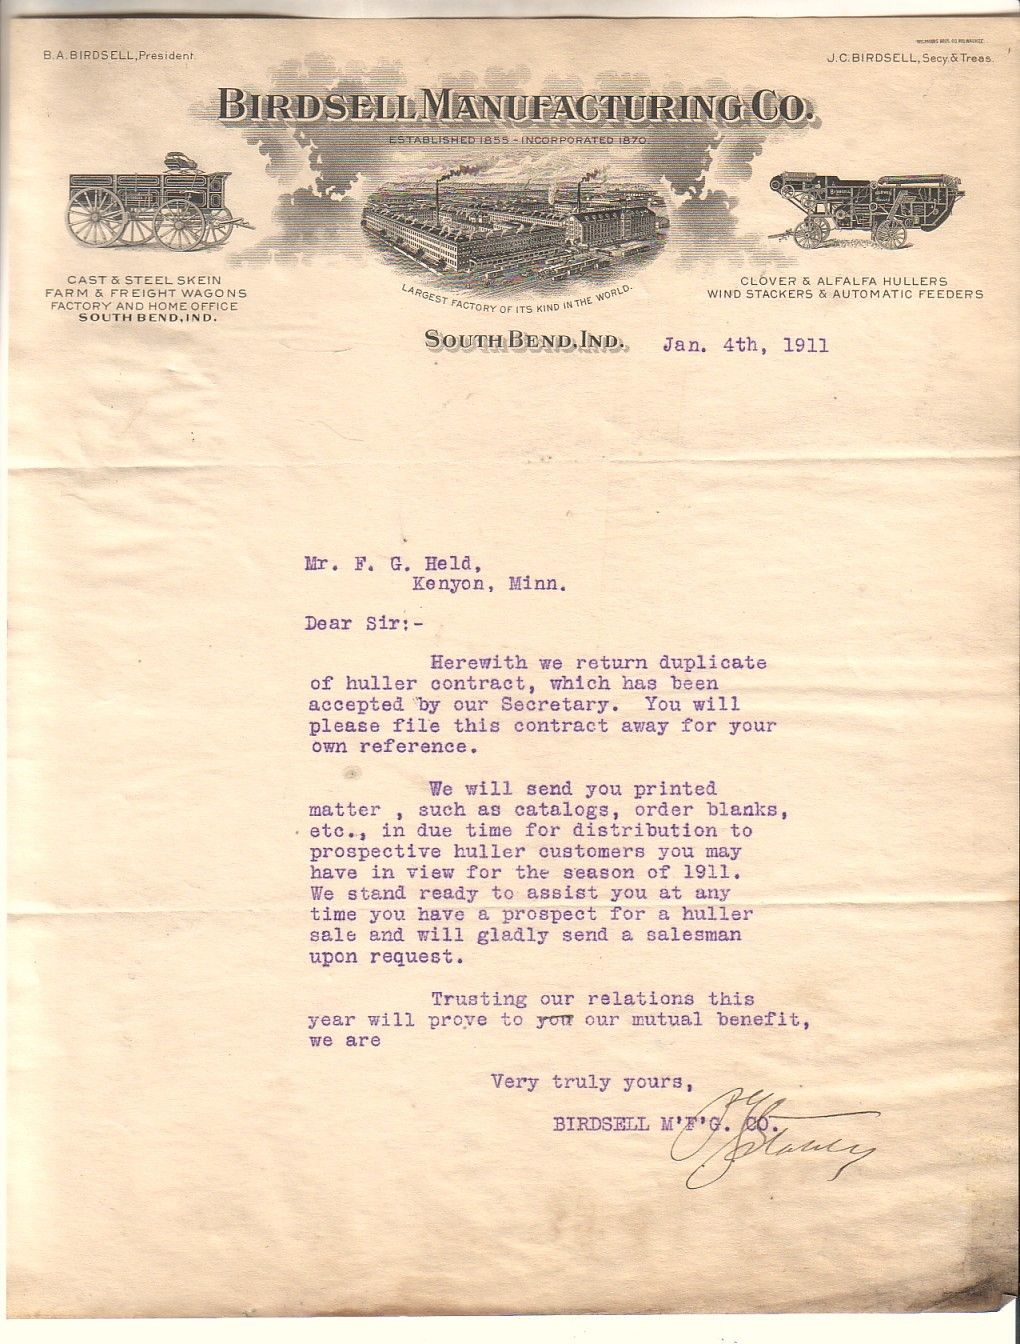 B.A. BIRDSELL, President.
J.C. BIRDSELL, Secy. & Treas.
BIRDSELL MANUFACTURING CO.
ESTABLISHED 1855 - INCORPORATED 1870.
CAST & STEEL SKEIN
FARM & FREIGHT WAGONS
FACTORY AND HOME OFFICE
SOUTH BEND, IND.
LARGEST FACTORY OF ITS KIND IN THE WORLD.
CLOVER & ALFALFA HULLERS
WIND STACKERS & AUTOMATIC FEEDERS
SOUTH BEND, IND. Jan. 4th, 1911
Mr. F. G. Held,
Kenyon, Minn.
Dear Sir:-
Herewith we return duplicate
of huller contract, which has been
accepted by our Secretary. You will
please file this contract away for your
own reference.
We will send you printed
matter , such as catalogs, order blanks,
etc., in due time for distribution to
prospective huller customers you may
have in view for the season of 1911.
We stand ready to assist you at any
time you have a prospect for a huller
sale and will gladly send a salesman
upon request.
Trusting our relations this
year will prove to you our mutual benefit,
we are
Very truly yours,
BIRDSELL M'F'G. CO.